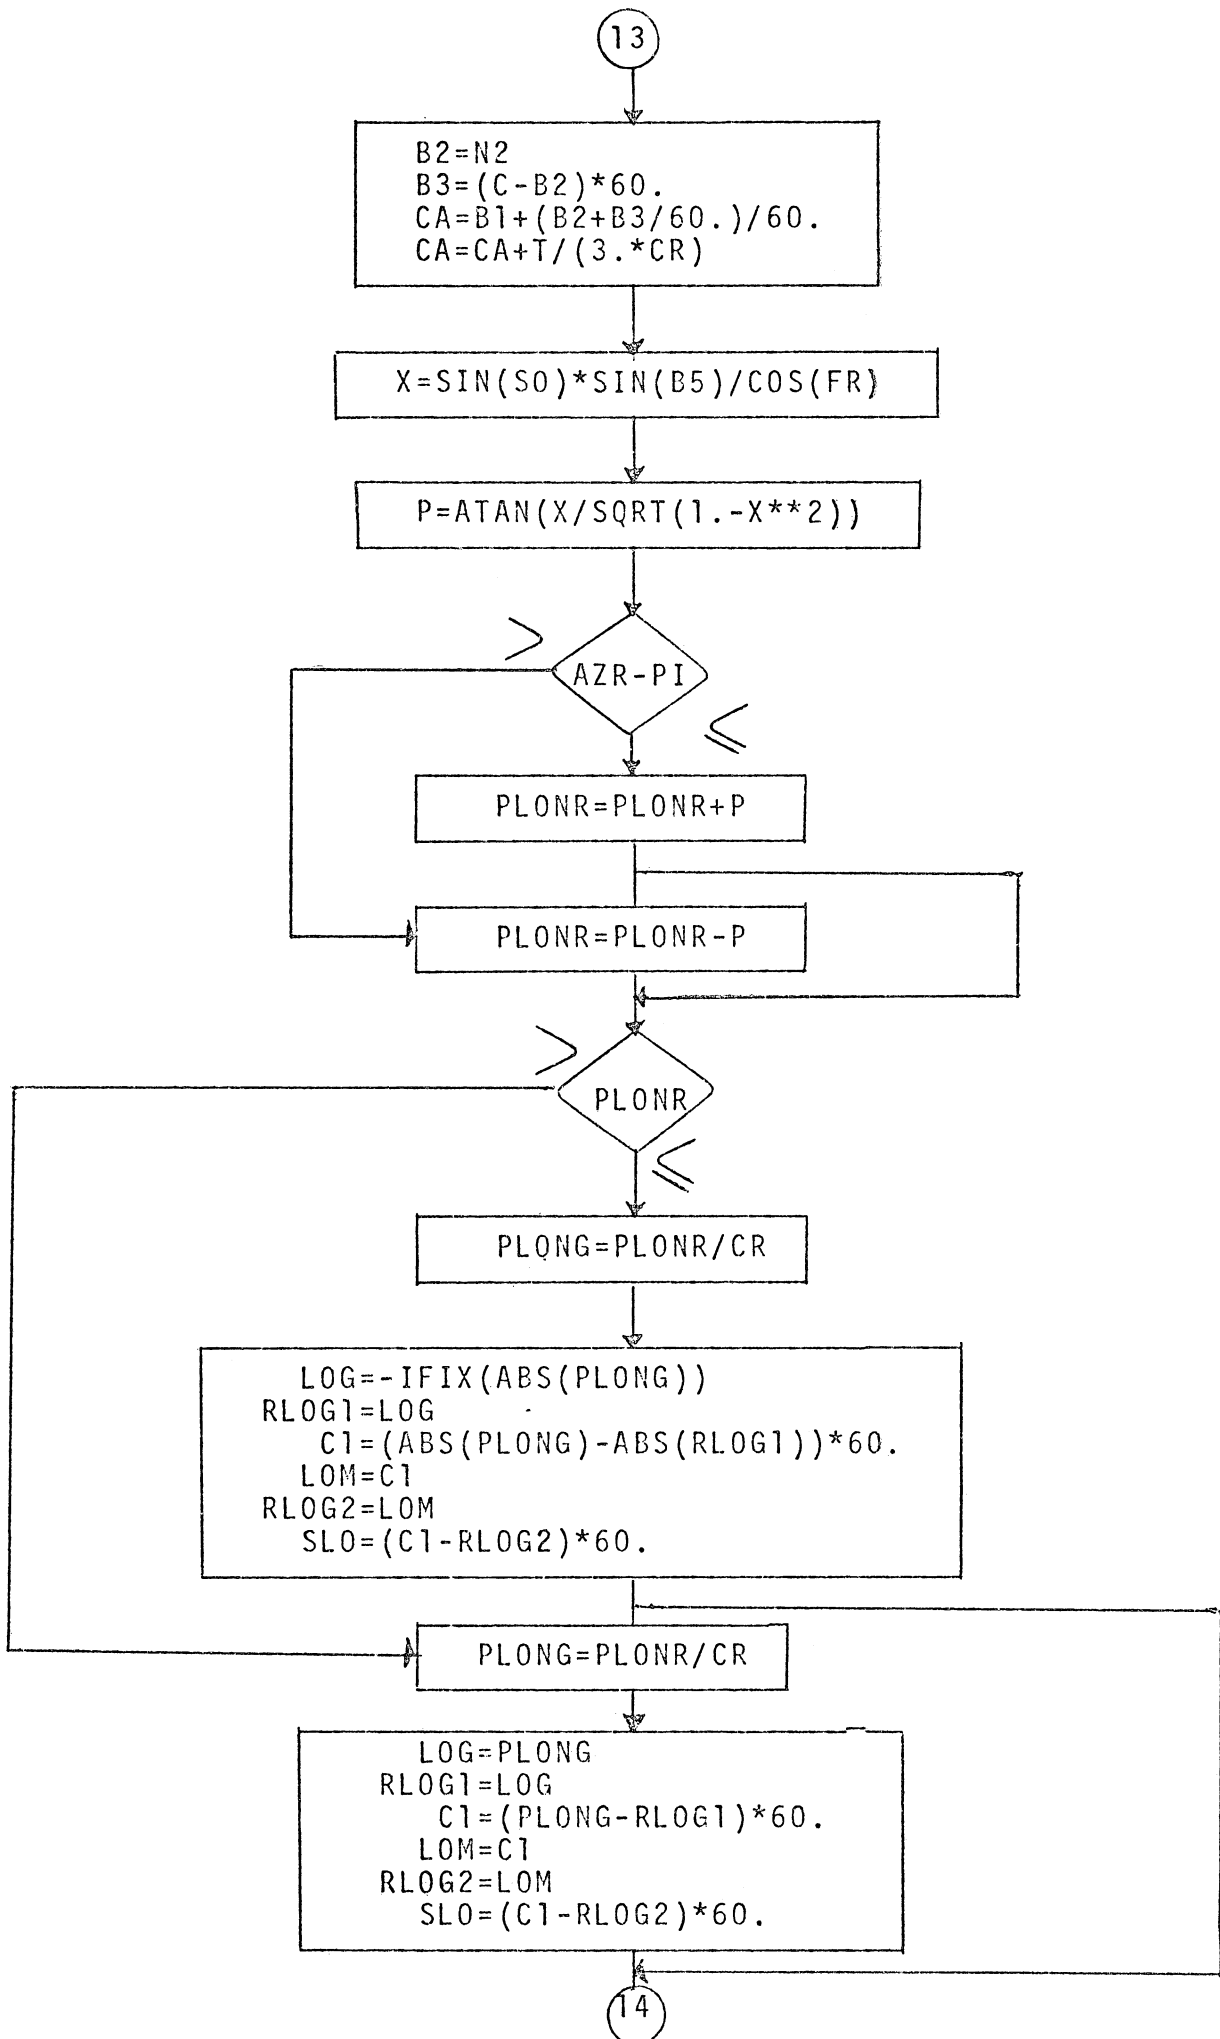 13
B2=N2
B3=(C-B2)*60.
CA=B1+(B2+B3/60.)/60.
CA=CA+T/(3.*CR)
X=SIN(SO)*SIN(B5)/COS(FR)
P=ATAN(X/SQRT(1.-X**2))
>
AZR-PI
≤
PLONR=PLONR+P
PLONR=PLONR-P
>
PLONR
≤
PLONG=PLONR/CR
LOG=-IFIX(ABS(PLONG))
RLOG1=LOG
C1=(ABS(PLONG)-ABS(RLOG1))*60.
LOM=C1
RLOG2=LOM
SLO=(C1-RLOG2)*60.
PLONG=PLONR/CR
LOG=PLONG
RLOG1=LOG
C1=(PLONG-RLOG1)*60.
LOM=C1
RLOG2=LOM
SLO=(C1-RLOG2)*60.
14